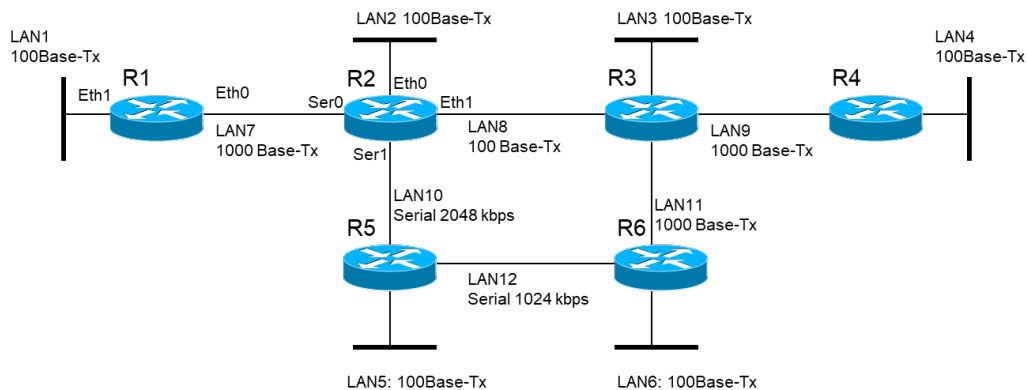 LAN2 100Base-Tx
LAN3 100Base-Tx
LAN1
100Base-Tx
LAN4
100Base-Tx
R1
R2
R3
R4
Eth1
Eth0
Ser0
Eth0
Eth1
LAN7
1000 Base-Tx
LAN8
100 Base-Tx
LAN9
1000 Base-Tx
Ser1
LAN10
Serial 2048 kbps
LAN11
1000 Base-Tx
R5
R6
LAN12
Serial 1024 kbps
LAN5: 100Base-Tx
LAN6: 100Base-Tx